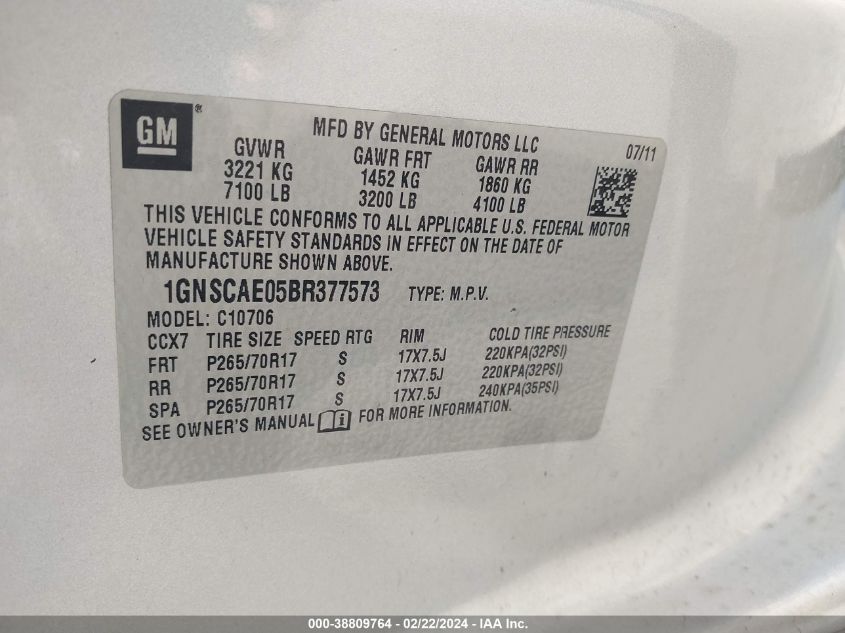 GM ®
MFD BY GENERAL MOTORS LLC
07/11
GVWR GAWR FRT GAWR RR
3221 KG 1452 KG 1860 KG
7100 LB 3200 LB 4100 LB
THIS VEHICLE CONFORMS TO ALL APPLICABLE U.S. FEDERAL MOTOR
VEHICLE SAFETY STANDARDS IN EFFECT ON THE DATE OF
MANUFACTURE SHOWN ABOVE.
1GNSCAE05BR377573 TYPE: M.P.V.
MODEL: C10706
CCX7 TIRE SIZE SPEED RTG RIM COLD TIRE PRESSURE
FRT P265/70R17 S 17X7.5J 220KPA(32PSI)
RR P265/70R17 S 17X7.5J 220KPA(32PSI)
SPA P265/70R17 S 17X7.5J 240KPA(35PSI)
SEE OWNER'S MANUAL i FOR MORE INFORMATION.
000-38809764 - 02/22/2024 - IAA Inc.